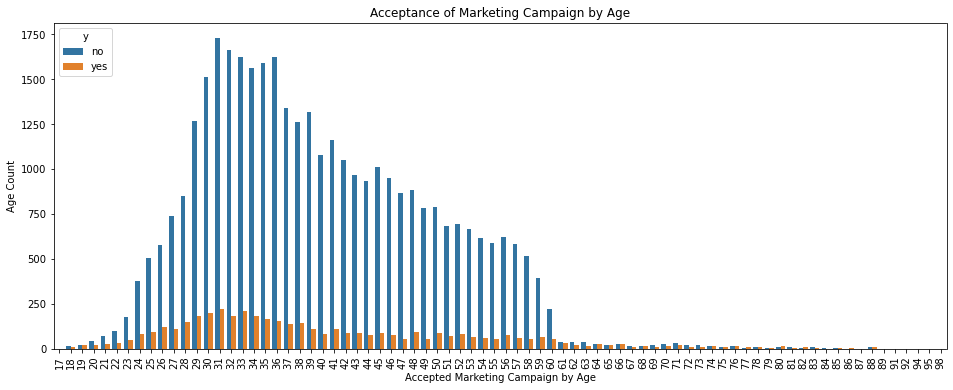 Acceptance of Marketing Campaign by Age
y
no
yes
1750
1500
1250
1000
750
500
250
0
Age Count
17 18 19 20 21 22 23 24 25 26 27 28 29 30 31 32 33 34 35 36 37 38 39 40 41 42 43 44 45 46 47 48 49 50 51 52 53 54 55 56 57 58 59 60 61 62 63 64 65 66 67 68 69 70 71 72 73 74 75 76 77 78 79 80 81 82 83 84 85 86 87 88 89 91 92 94 95 98
Accepted Marketing Campaign by Age